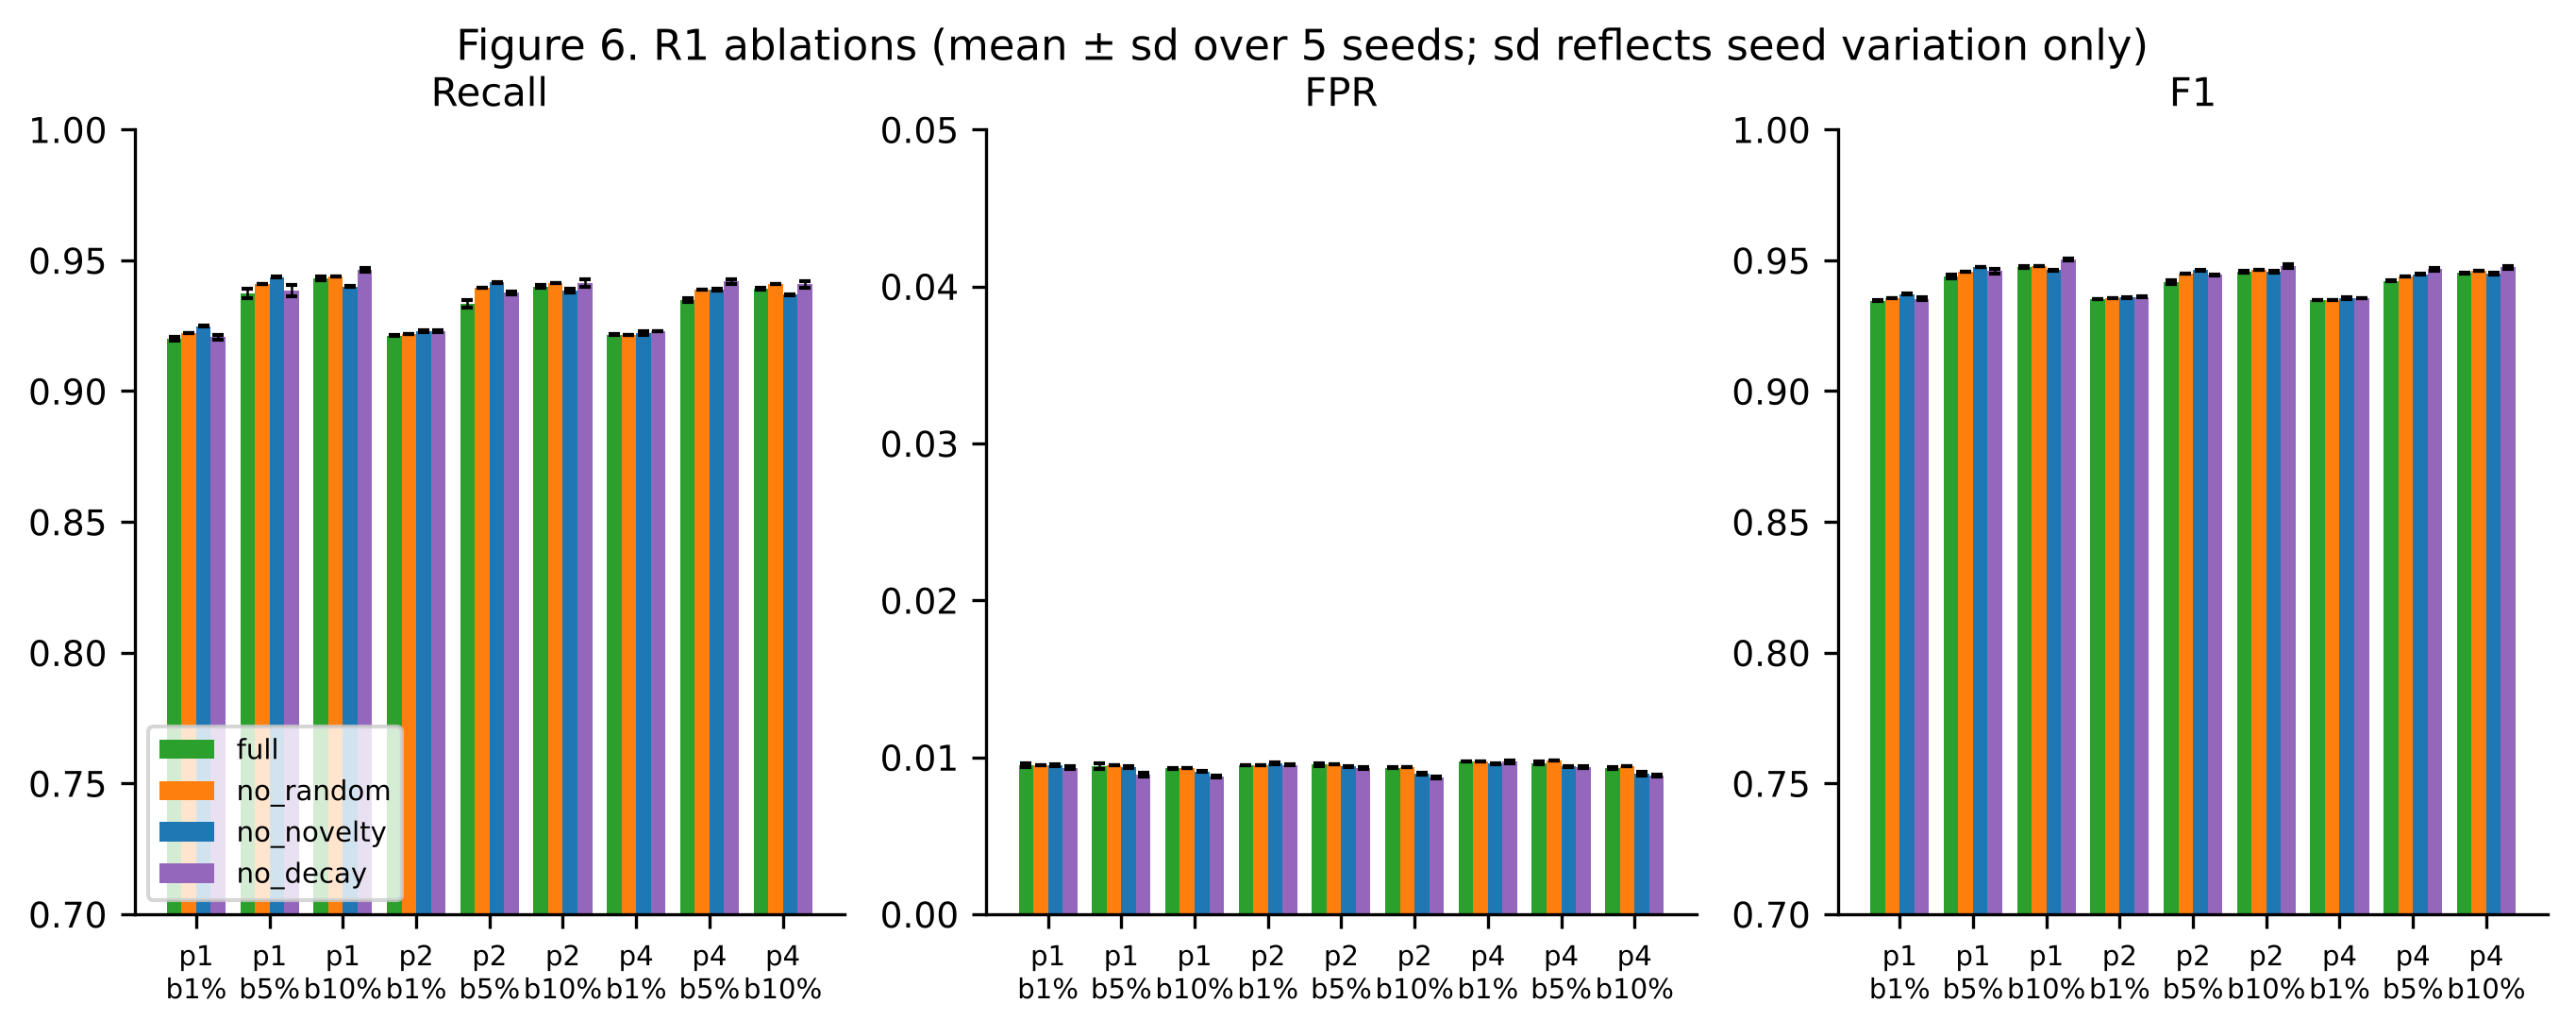 Figure 6. R1 ablations (mean ± sd over 5 seeds; sd reflects seed variation only)
Recall
1.00
0.95
0.90
0.85
0.80
0.75
0.70
full
no_random
no_novelty
no_decay
p1 p1 p1 p2 p2 p2 p4 p4 p4
b1% b5% b10% b1% b5% b10% b1% b5% b10%
FPR
0.05
0.04
0.03
0.02
0.01
0.00
p1 p1 p1 p2 p2 p2 p4 p4 p4
b1% b5% b10% b1% b5% b10% b1% b5% b10%
F1
1.00
0.95
0.90
0.85
0.80
0.75
0.70
p1 p1 p1 p2 p2 p2 p4 p4 p4
b1% b5% b10% b1% b5% b10% b1% b5% b10%